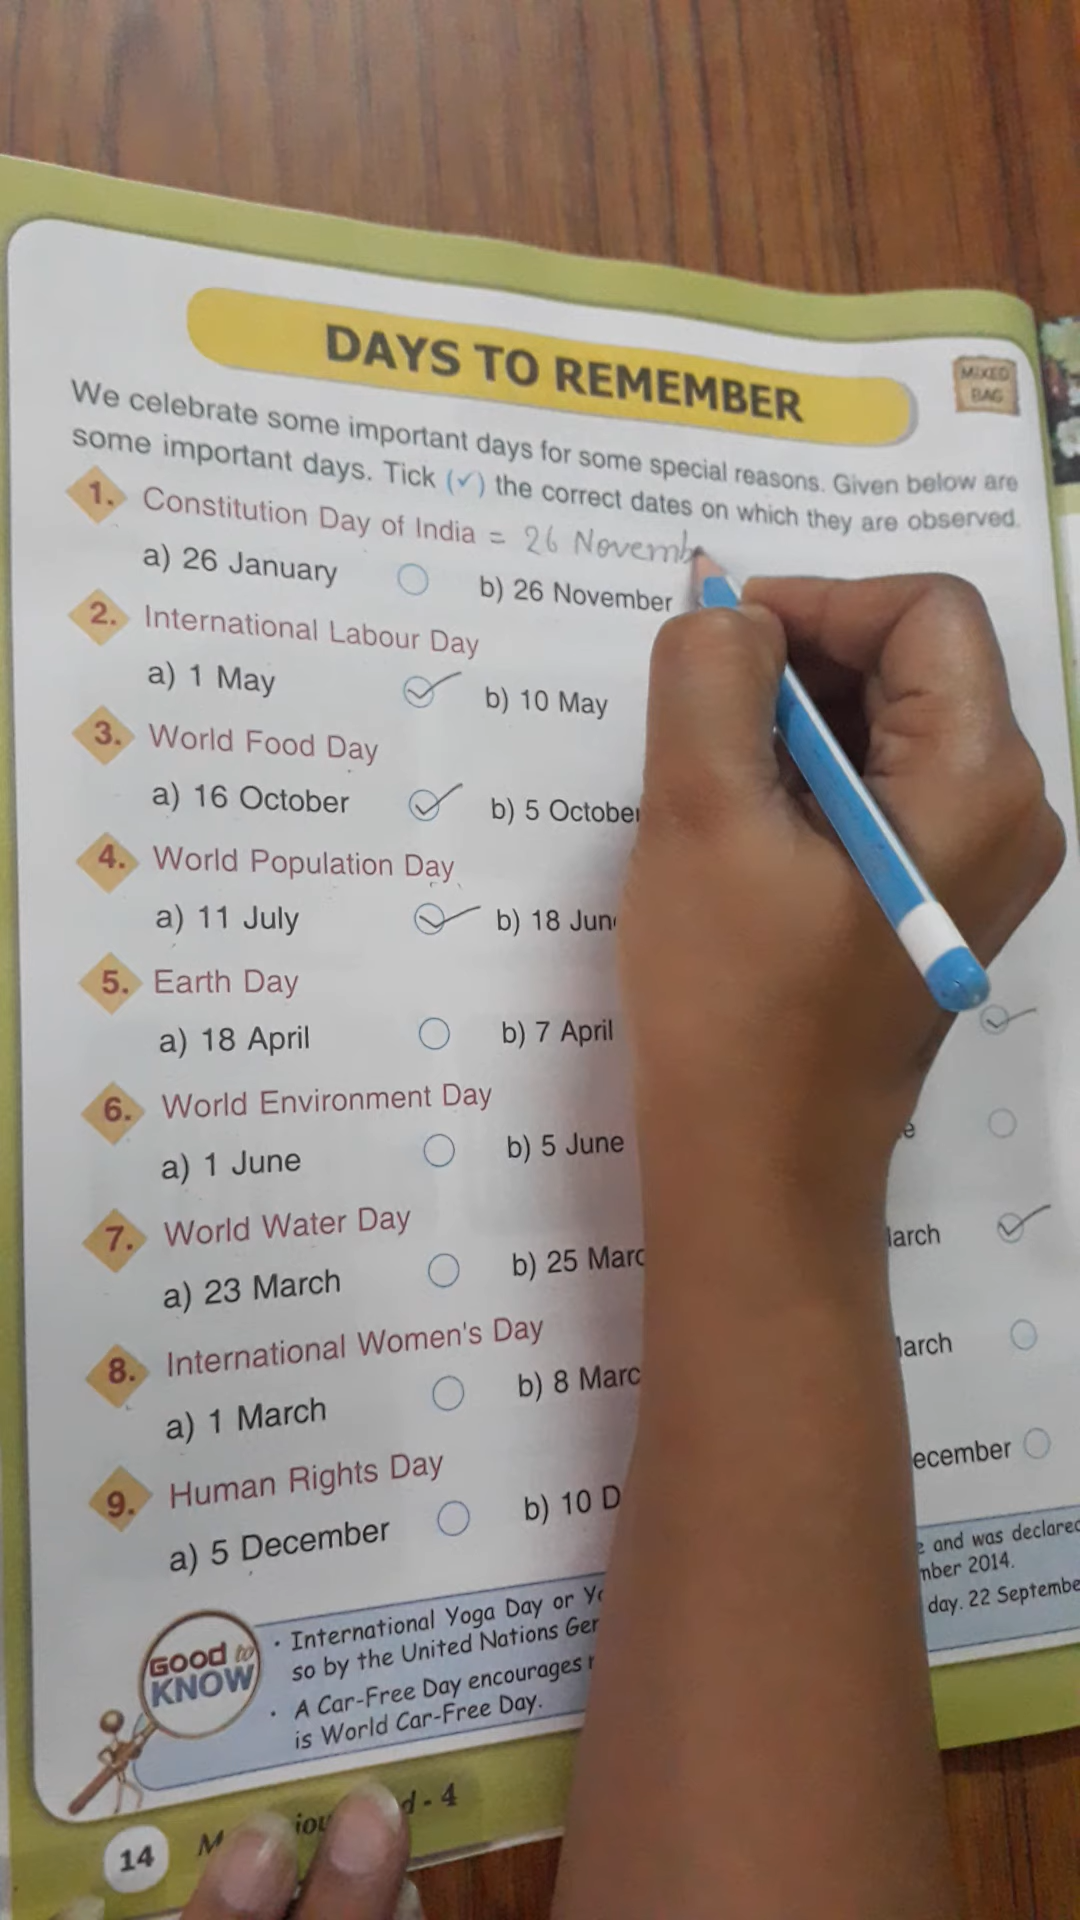 DAYS TO REMEMBER
MIXED
BAG
We celebrate some important days for some special reasons. Given below are
some important days. Tick (✓) the correct dates on which they are observed.
1. Constitution Day of India = 26 Novemb
a) 26 January b) 26 November
2. International Labour Day
a) 1 May b) 10 May
3. World Food Day
a) 16 October b) 5 October
4. World Population Day
a) 11 July b) 18 Jun
5. Earth Day
a) 18 April b) 7 April
6. World Environment Day
a) 1 June b) 5 June
7. World Water Day
a) 23 March b) 25 Marc arch
8. International Women's Day
a) 1 March b) 8 Marc arch
9. Human Rights Day
a) 5 December b) 10 D ecember
Good to
KNOW
• International Yoga Day or Y and was declared
so by the United Nations Gen mber 2014.
• A Car-Free Day encourages day. 22 Septembe
is World Car-Free Day.
14 d - 4